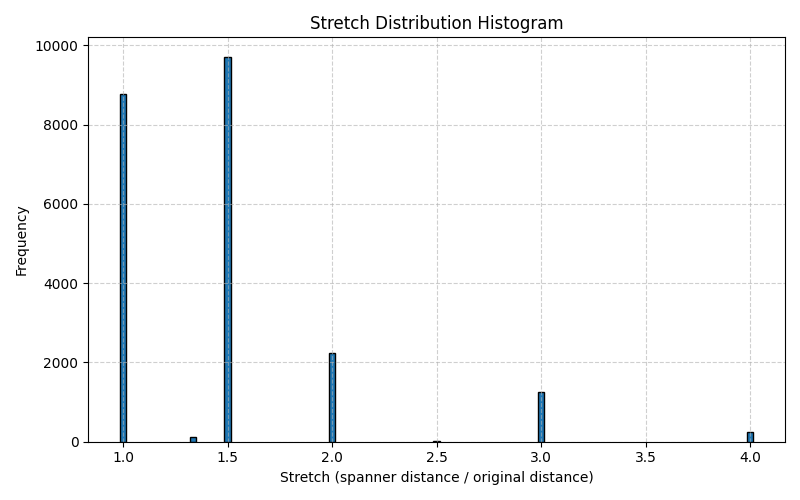 Stretch Distribution Histogram
10000
8000
6000
4000
2000
0
Frequency
1.0 1.5 2.0 2.5 3.0 3.5 4.0
Stretch (spanner distance / original distance)